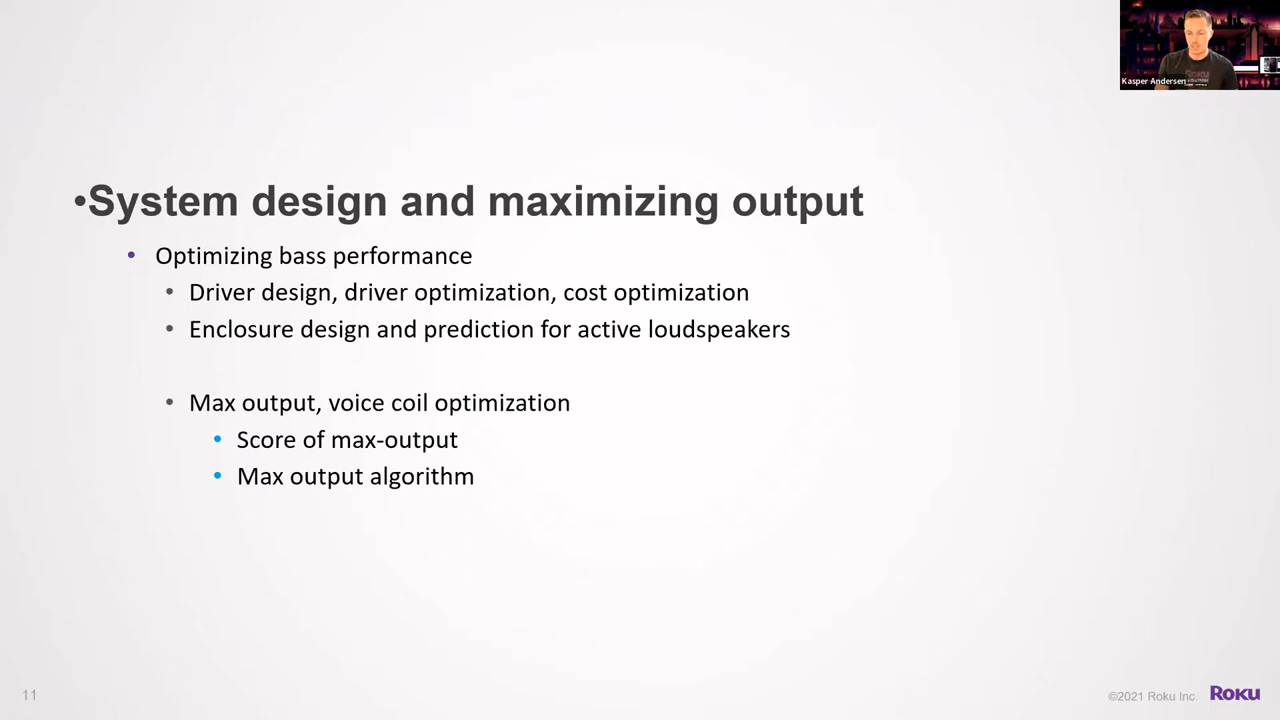 Kasper Andersen
•System design and maximizing output
• Optimizing bass performance
• Driver design, driver optimization, cost optimization
• Enclosure design and prediction for active loudspeakers
• Max output, voice coil optimization
• Score of max-output
• Max output algorithm
11
©2021 Roku Inc.
Roku